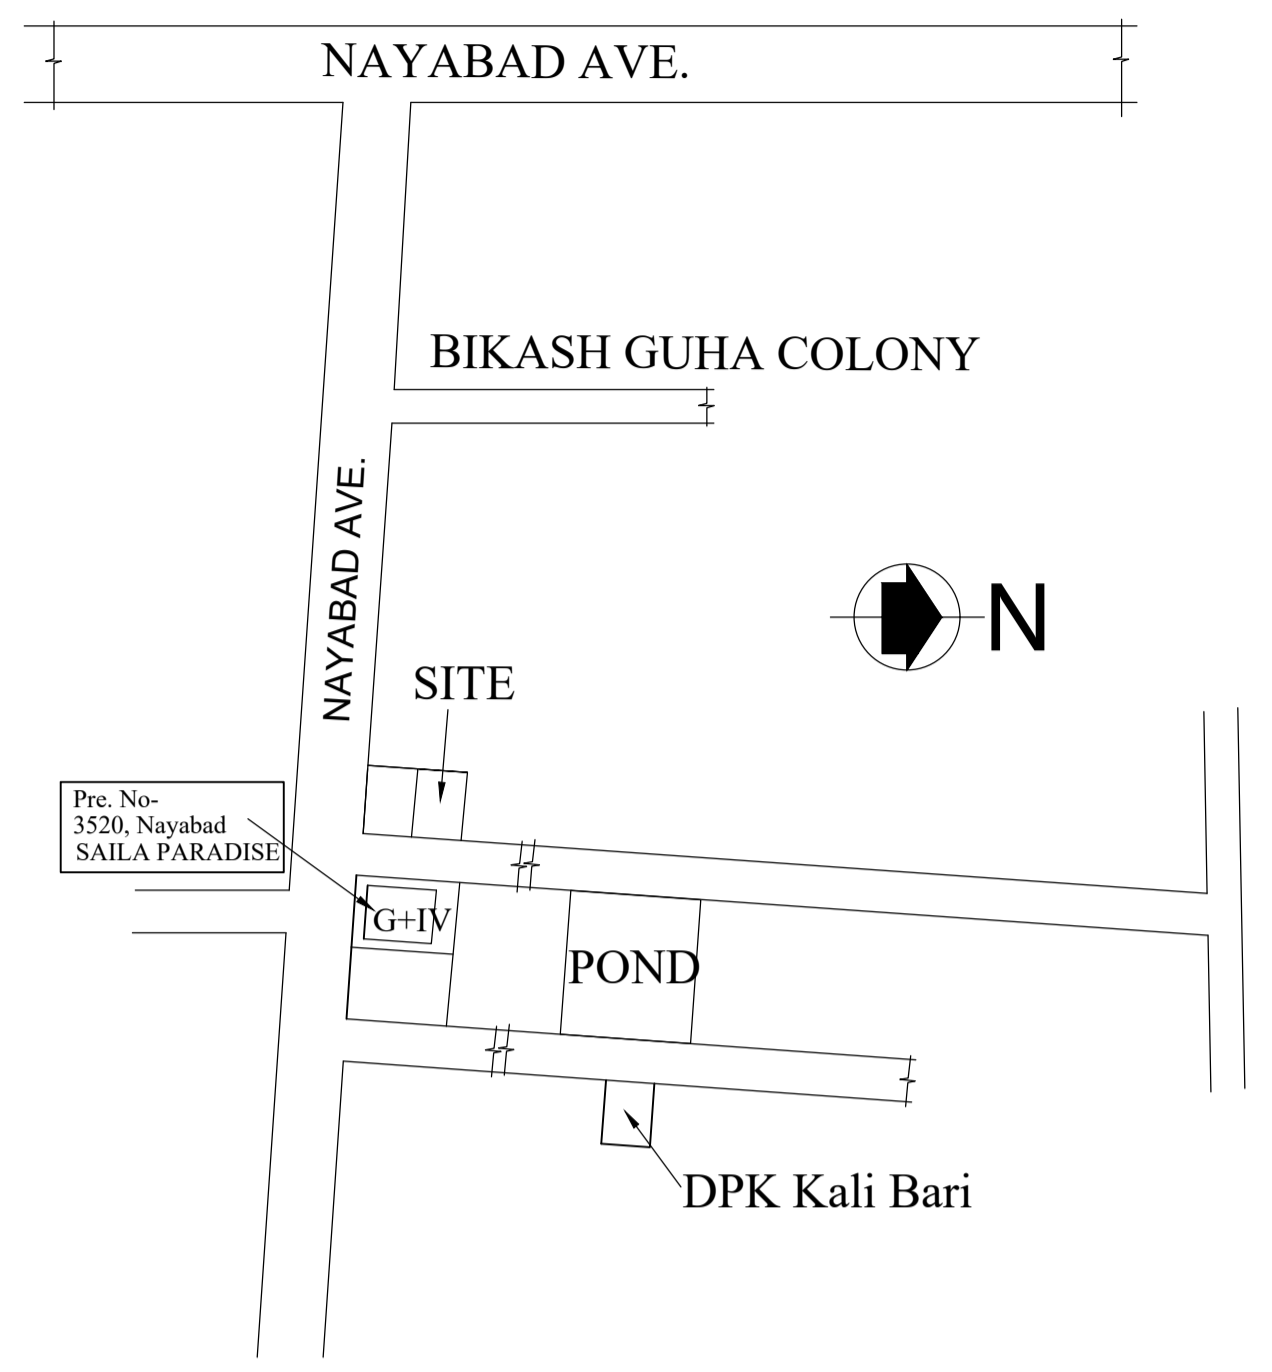 NAYABAD AVE.
BIKASH GUHA COLONY
NAYABAD AVE.
N
SITE
Pre. No-
3520, Nayabad
SAILA PARADISE
G+IV
POND
DPK Kali Bari